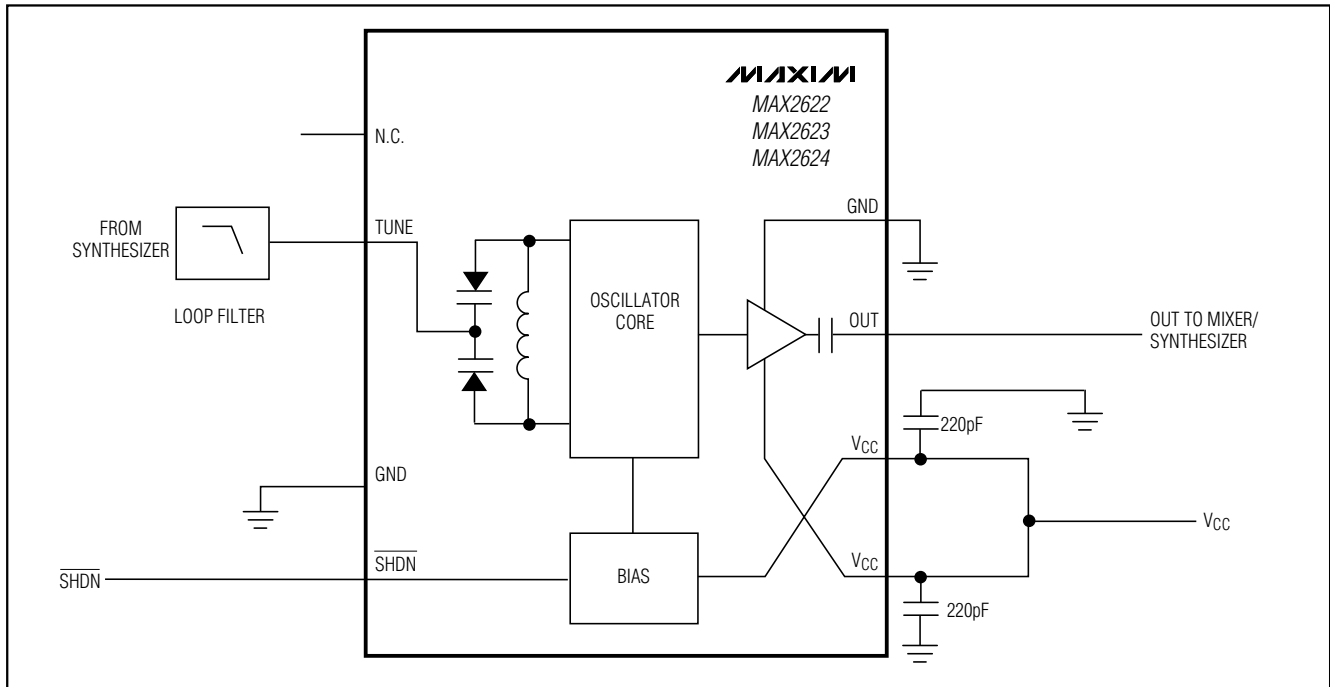 MAXIM
MAX2622
MAX2623
MAX2624
N.C.
GND
FROM
SYNTHESIZER
TUNE
LOOP FILTER
OSCILLATOR
CORE
OUT
OUT TO MIXER/
SYNTHESIZER
220pF
VCC
GND
VCC
SHDN
SHDN
BIAS
VCC
220pF